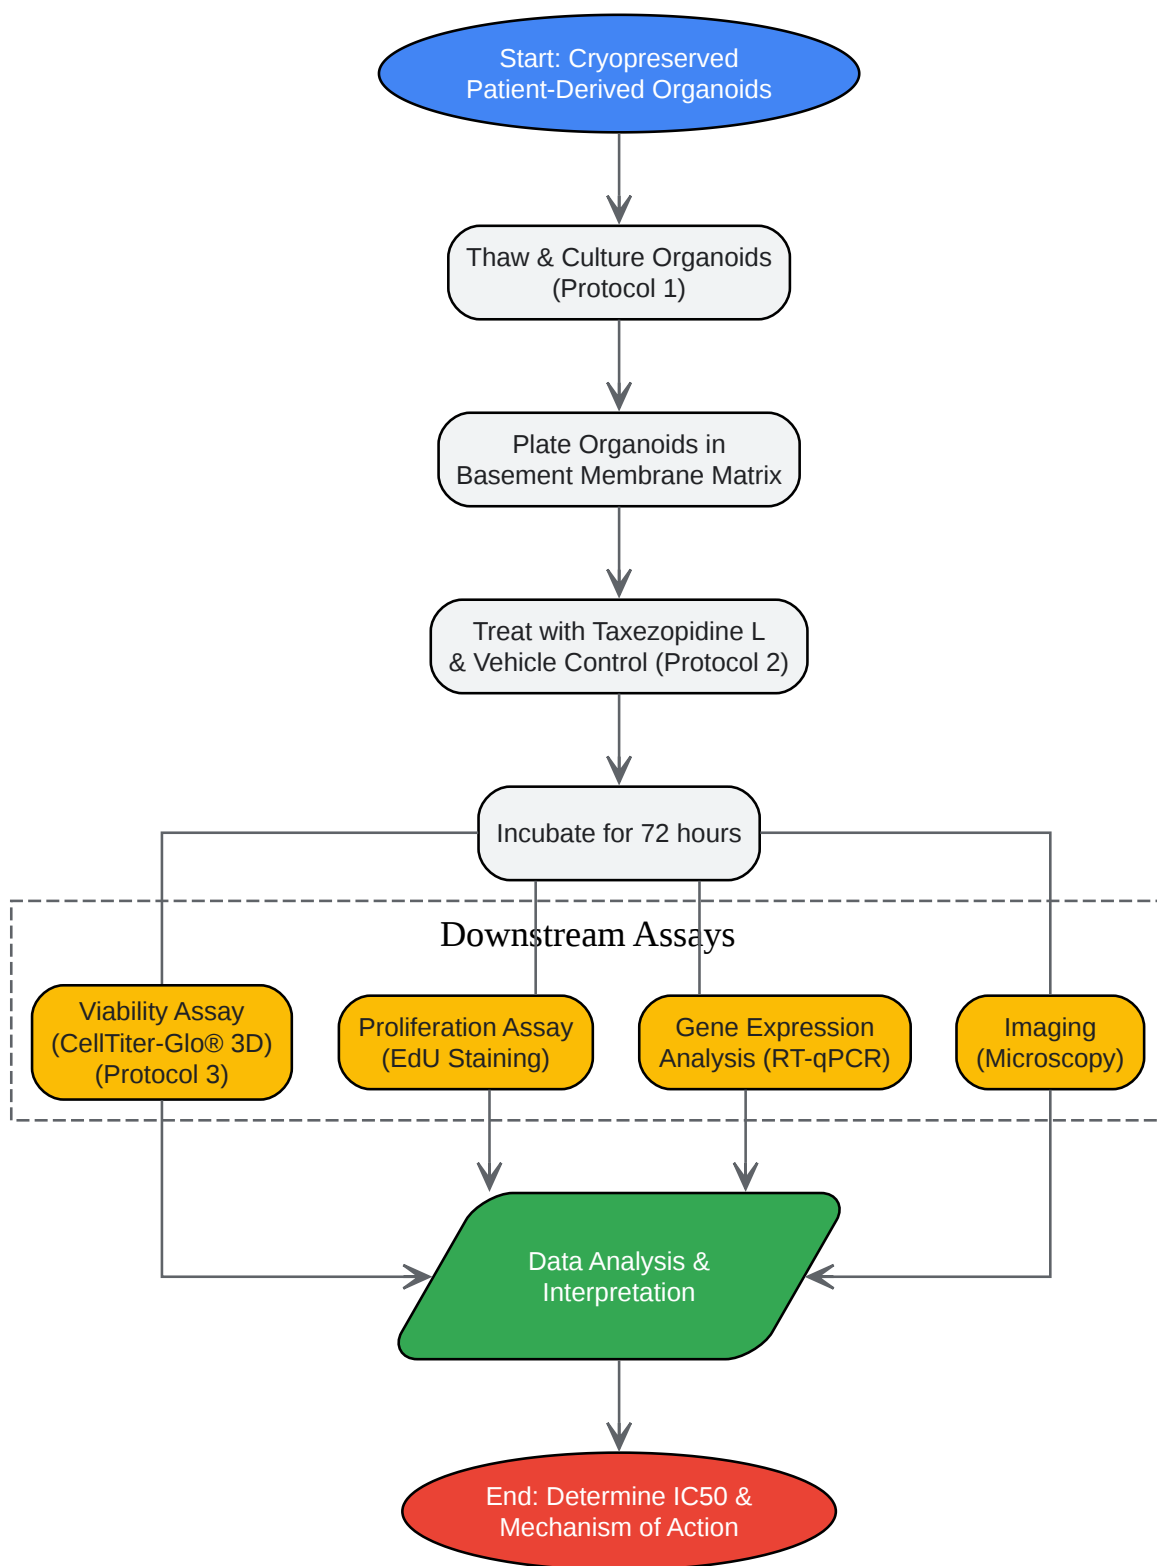 Start: Cryopreserved
Patient-Derived Organoids
Thaw & Culture Organoids
(Protocol 1)
Plate Organoids in
Basement Membrane Matrix
Treat with Taxezopidine L
& Vehicle Control (Protocol 2)
Incubate for 72 hours
Downstream Assays
Viability Assay
(CellTiter-Glo® 3D)
(Protocol 3)
Proliferation Assay
(EdU Staining)
Gene Expression
Analysis (RT-qPCR)
Imaging
(Microscopy)
Data Analysis &
Interpretation
End: Determine IC50 &
Mechanism of Action